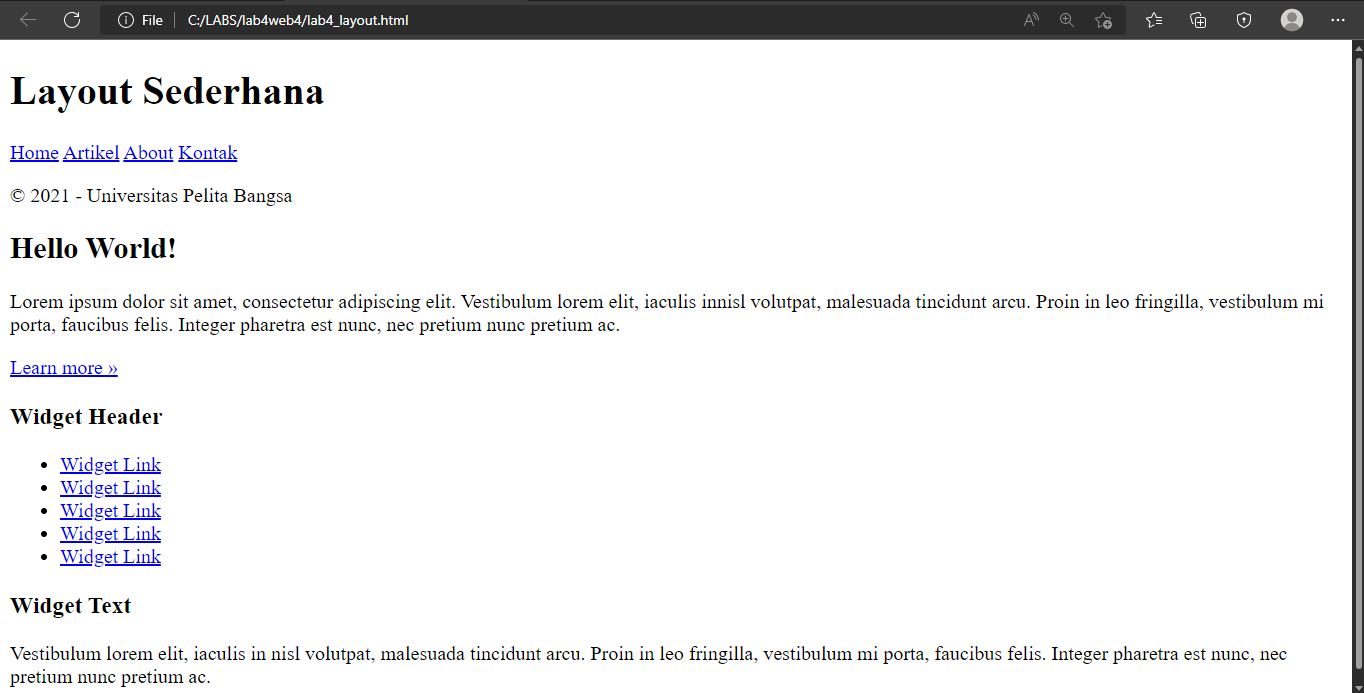 File C:/LABS/lab4web4/lab4_layout.html
Layout Sederhana
Home Artikel About Kontak
© 2021 - Universitas Pelita Bangsa
Hello World!
Lorem ipsum dolor sit amet, consectetur adipiscing elit. Vestibulum lorem elit, iaculis innisl volutpat, malesuada tincidunt arcu. Proin in leo fringilla, vestibulum mi
porta, faucibus felis. Integer pharetra est nunc, nec pretium nunc pretium ac.
Learn more »
Widget Header
• Widget Link
• Widget Link
• Widget Link
• Widget Link
• Widget Link
Widget Text
Vestibulum lorem elit, iaculis in nisl volutpat, malesuada tincidunt arcu. Proin in leo fringilla, vestibulum mi porta, faucibus felis. Integer pharetra est nunc, nec
pretium nunc pretium ac.